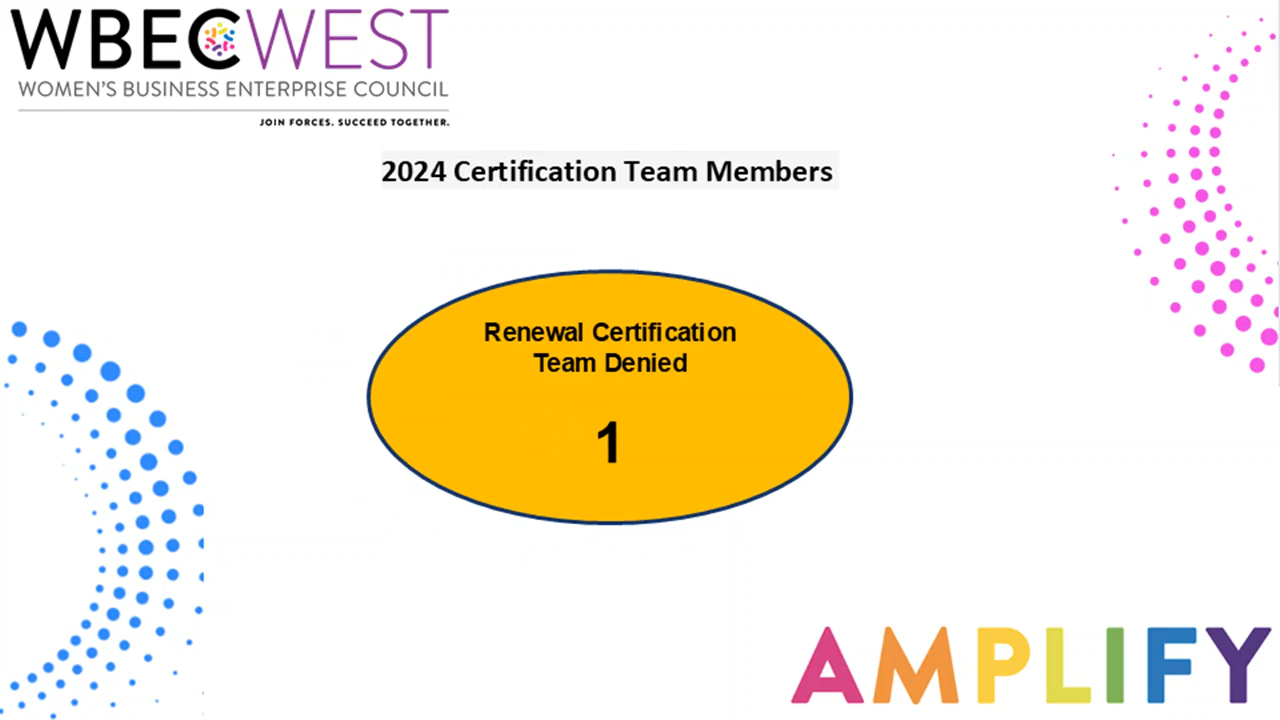 WBECWEST
WOMEN'S BUSINESS ENTERPRISE COUNCIL
JOIN FORCES. SUCCEED TOGETHER.
2024 Certification Team Members
Renewal Certification
Team Denied
1
AMPLIFY